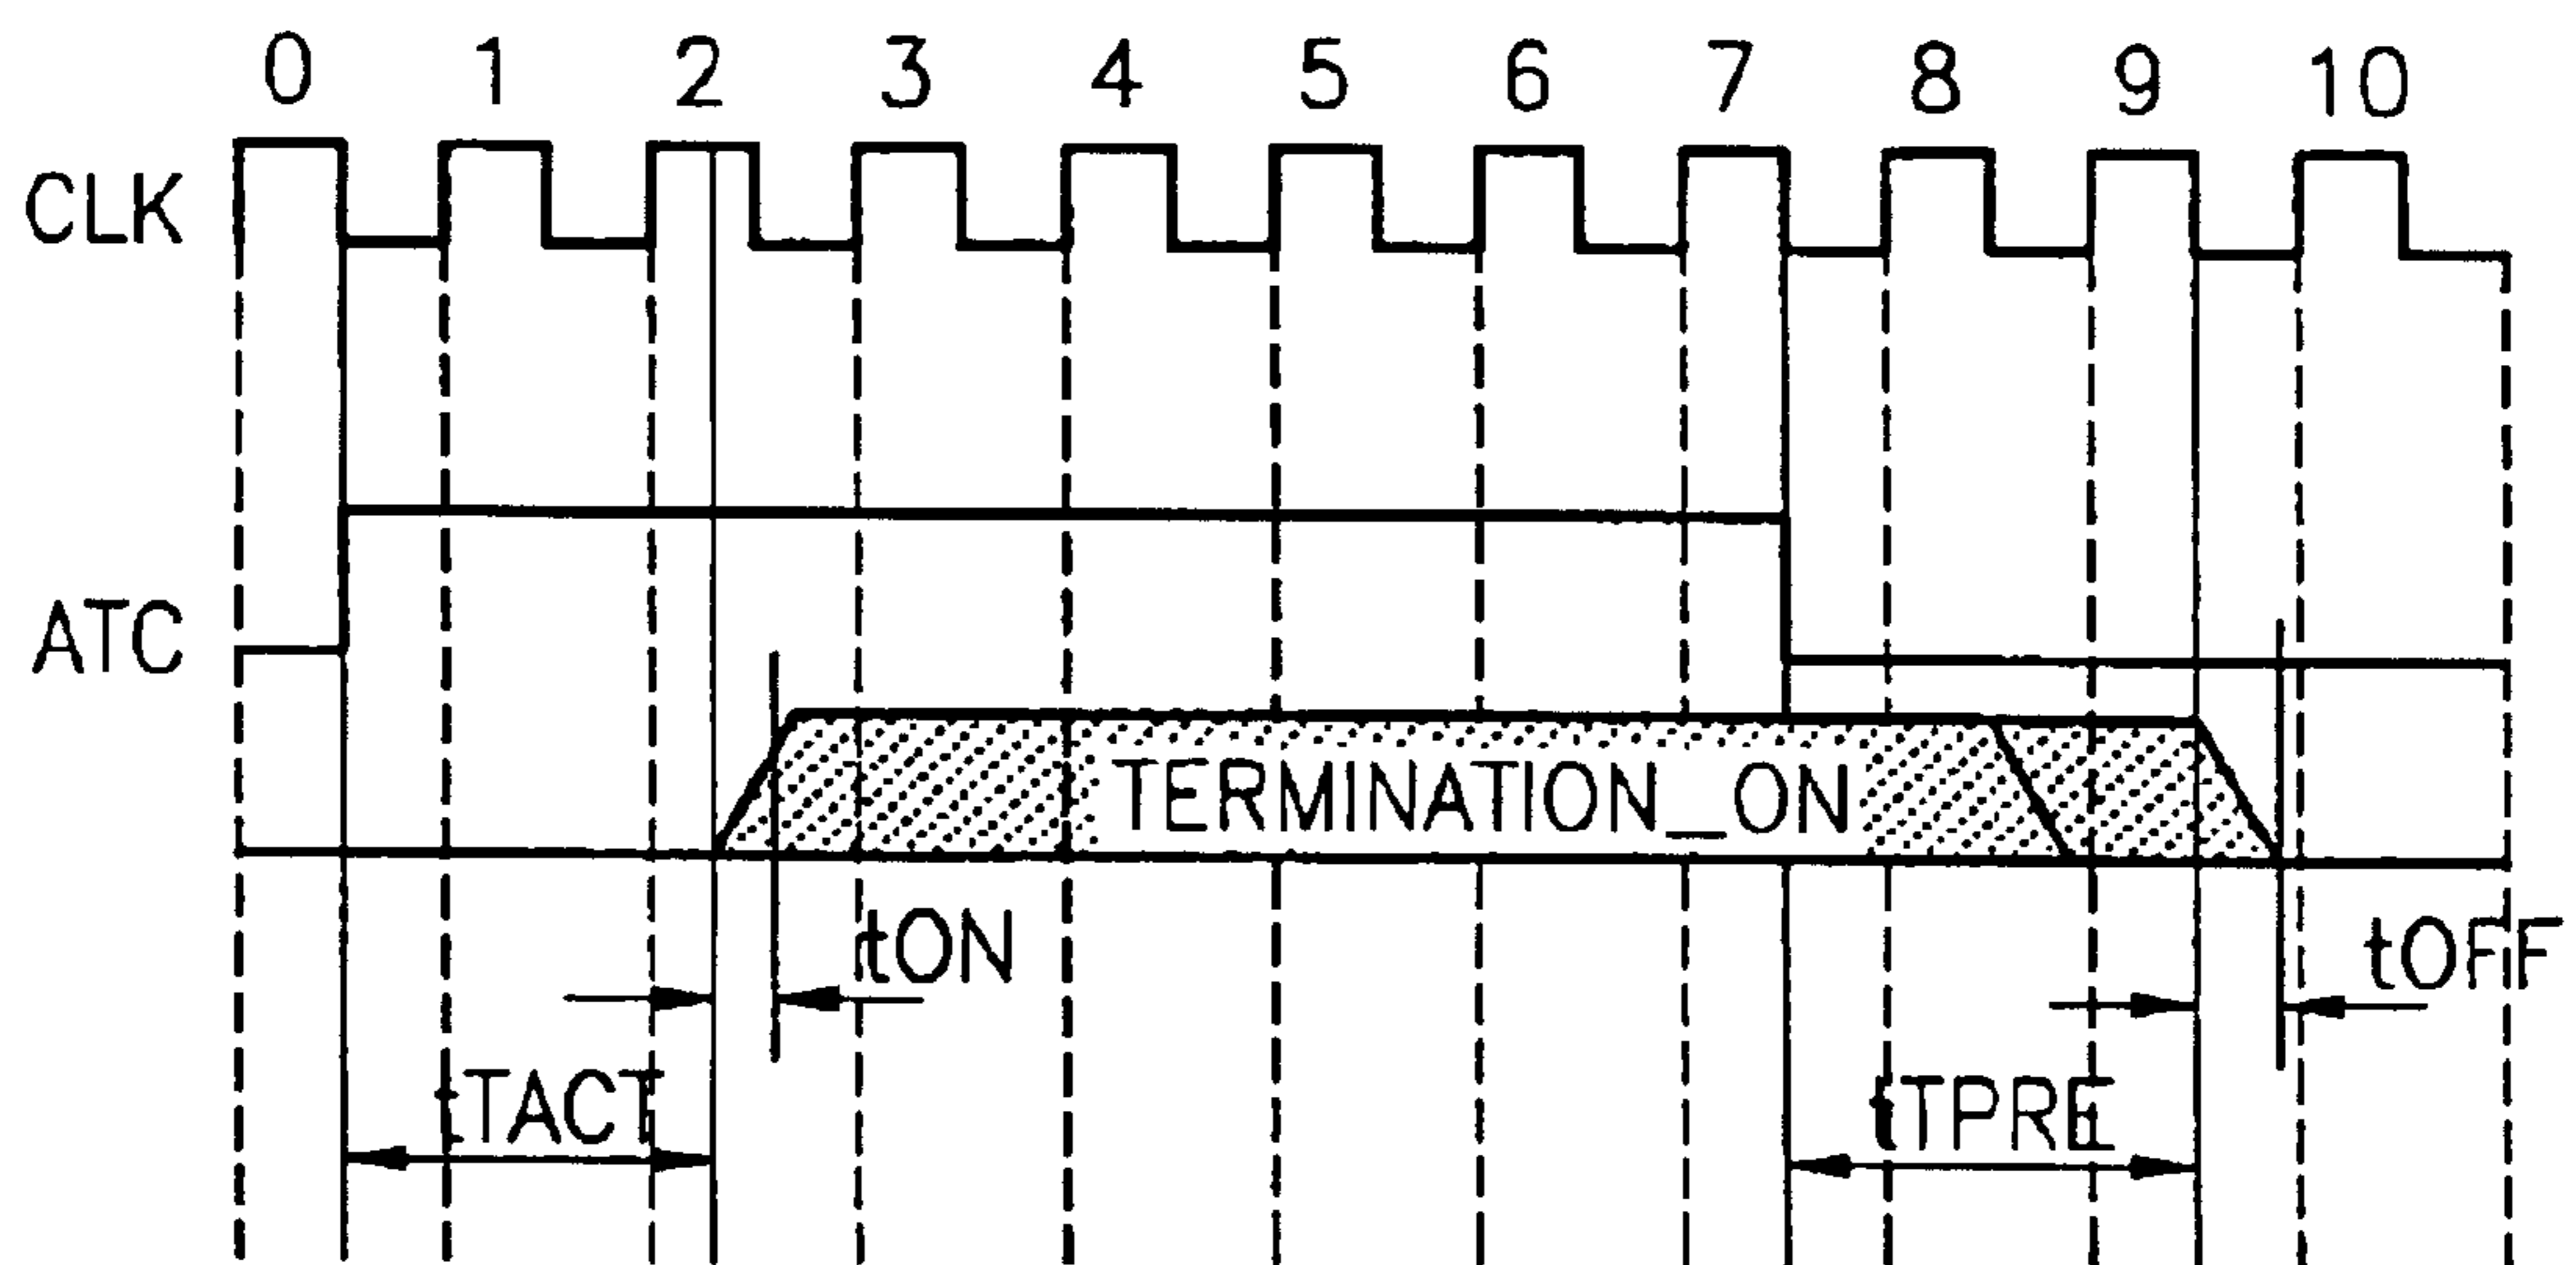 0 1 2 3 4 5 6 7 8 9 10
CLK
ATC
TERMINATION_ON
tON
tOFF
tTACT
tTPRE